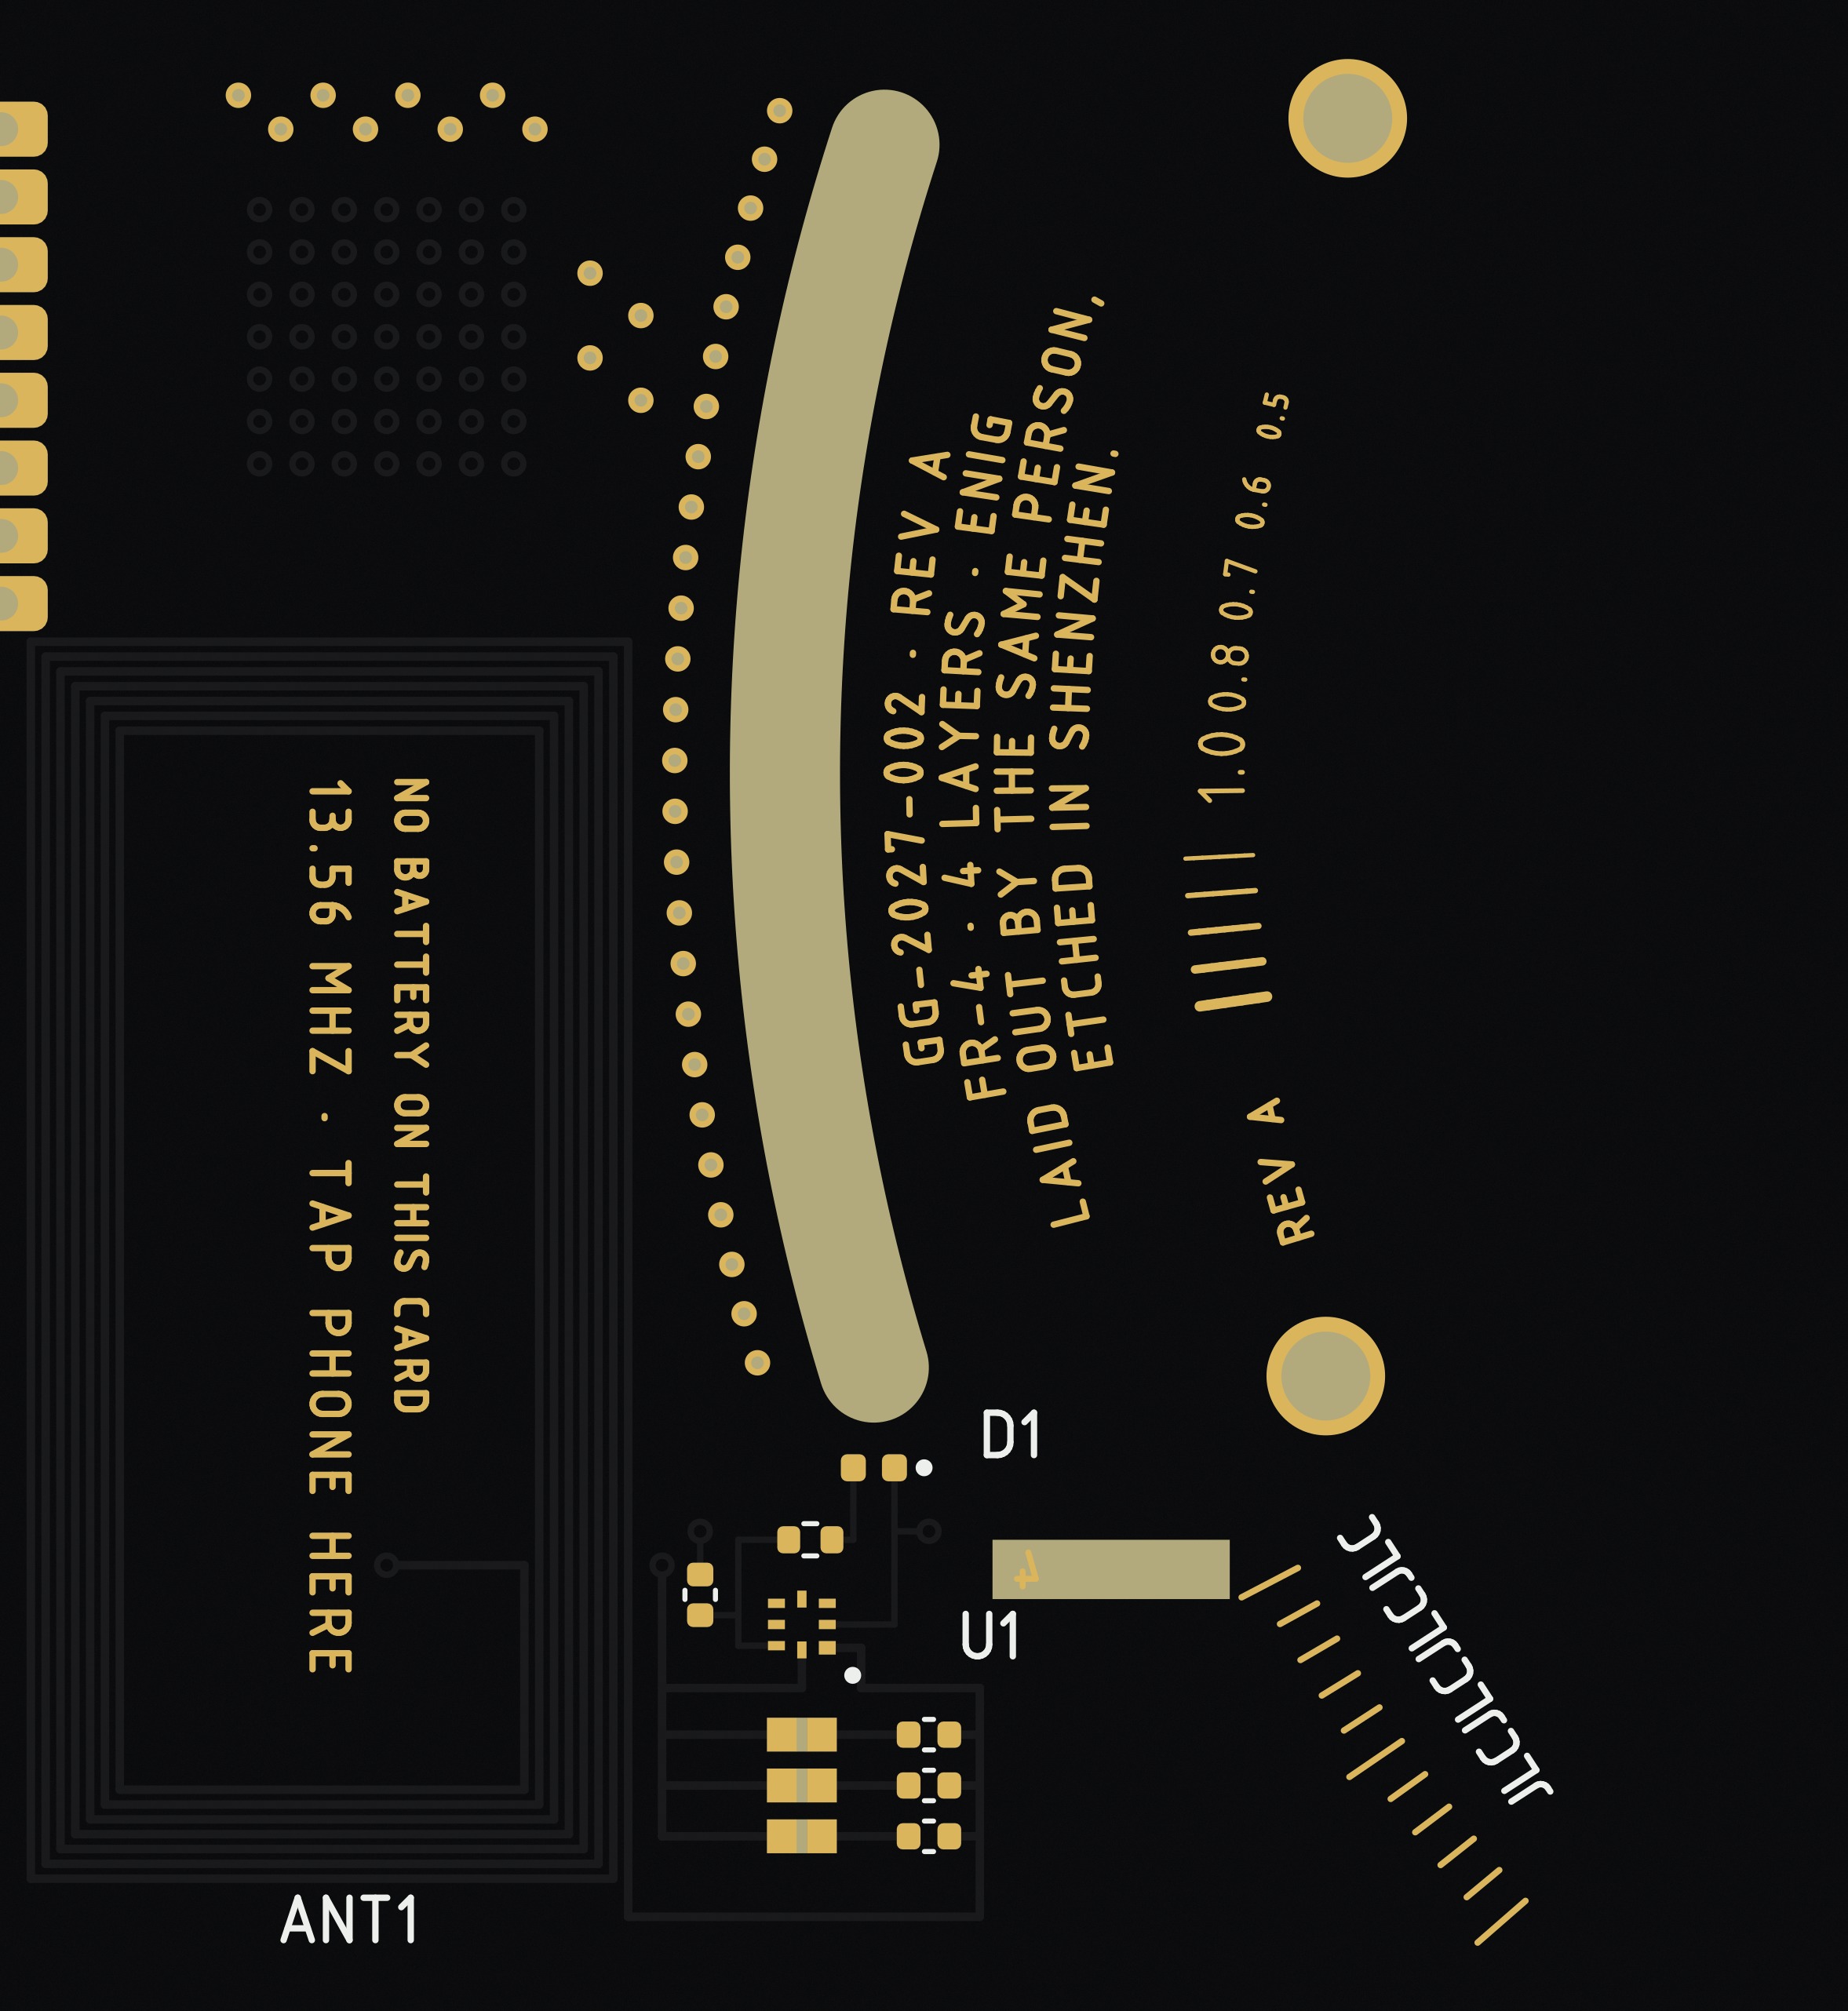 GG-2027-002 · REV A
FR-4 · 4 LAYERS · ENIG
LAID OUT BY THE SAME PERSON,
ETCHED IN SHENZHEN.
1.0 0.8 0.7 0.6 0.5
REV A
NO BATTERY ON THIS CARD
13.56 MHZ · TAP PHONE HERE
D1
4
U1
ANT1